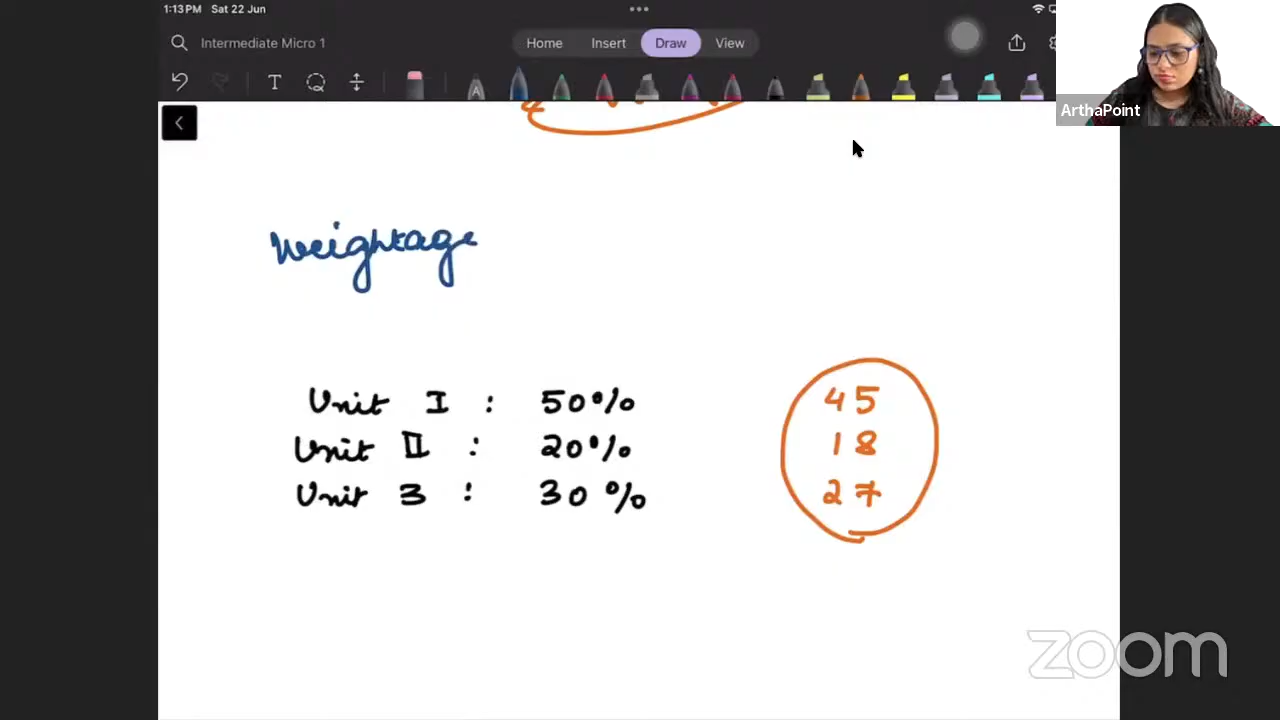 1:13 PM Sat 22 Jun
Intermediate Micro 1
Home Insert Draw View
T
A
ArthaPoint
Weightage
Unit I : 50% 45
Unit II : 20% 18
Unit 3 : 30% 27
zoom